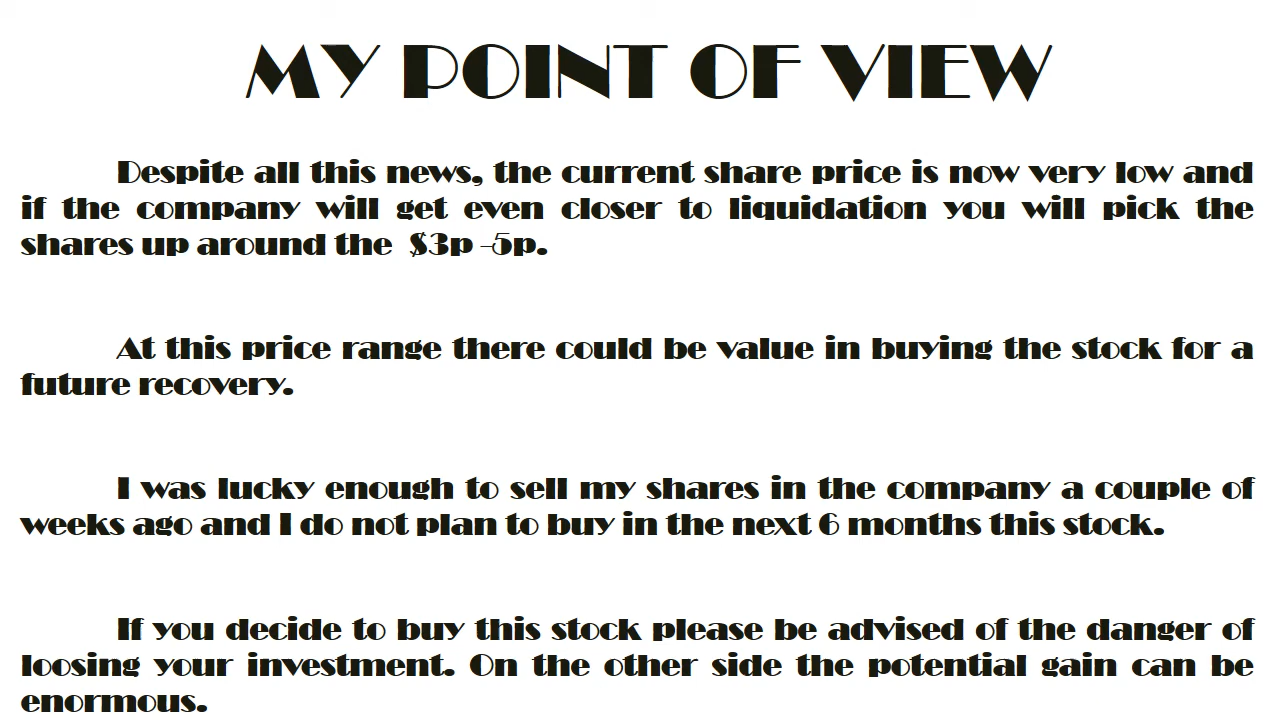 MY POINT OF VIEW
Despite all this news, the current share price is now very low and
if the company will get even closer to liquidation you will pick the
shares up around the $3p -5p.
At this price range there could be value in buying the stock for a
future recovery.
I was lucky enough to sell my shares in the company a couple of
weeks ago and I do not plan to buy in the next 6 months this stock.
If you decide to buy this stock please be advised of the danger of
loosing your investment. On the other side the potential gain can be
enormous.